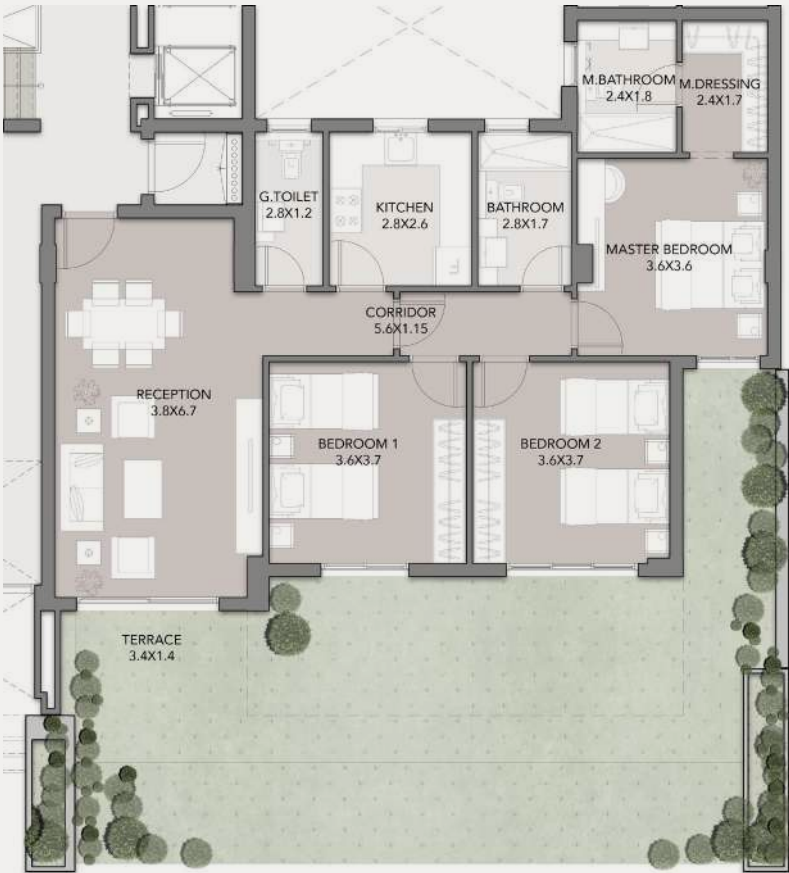 M.BATHROOM
2.4X1.8
M.DRESSING
2.4X1.7
G.TOILET
2.8X1.2
KITCHEN
2.8X2.6
BATHROOM
2.8X1.7
MASTER BEDROOM
3.6X3.6
CORRIDOR
5.6X1.15
RECEPTION
3.8X6.7
BEDROOM 1
3.6X3.7
BEDROOM 2
3.6X3.7
TERRACE
3.4X1.4